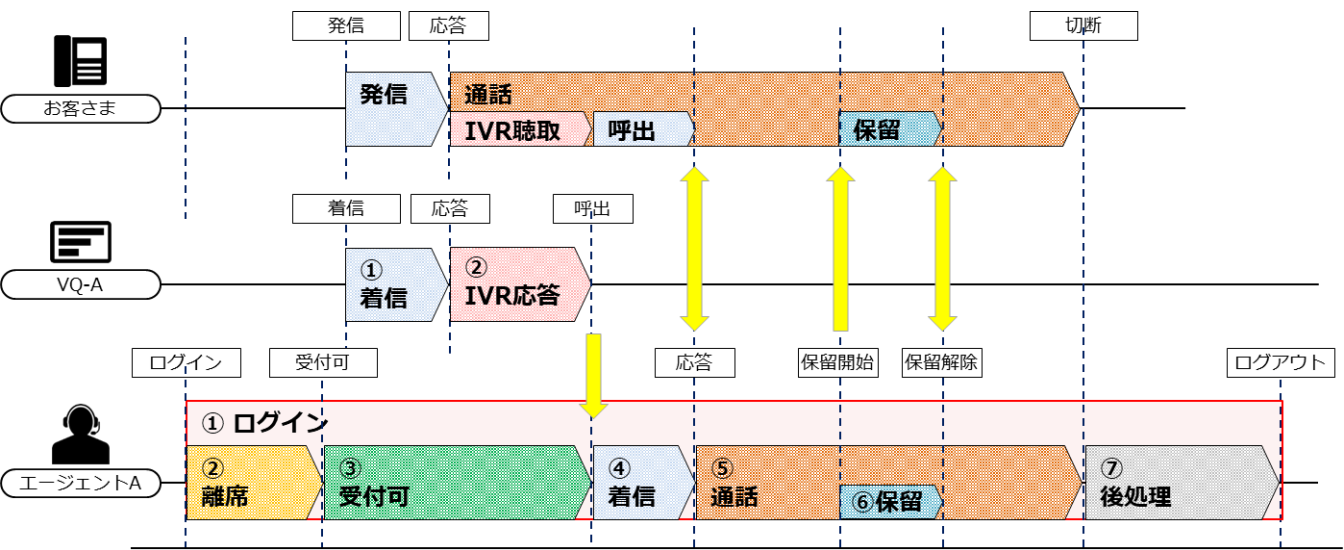 発信
応答
切断
お客さま
発信
通話
IVR聴取
呼出
保留
着信
応答
呼出
VQ-A
①
着信
②
IVR応答
ログイン
受付可
応答
保留開始
保留解除
ログアウト
エージェントA
① ログイン
②
離席
③
受付可
④
着信
⑤
通話
⑥保留
⑦
後処理